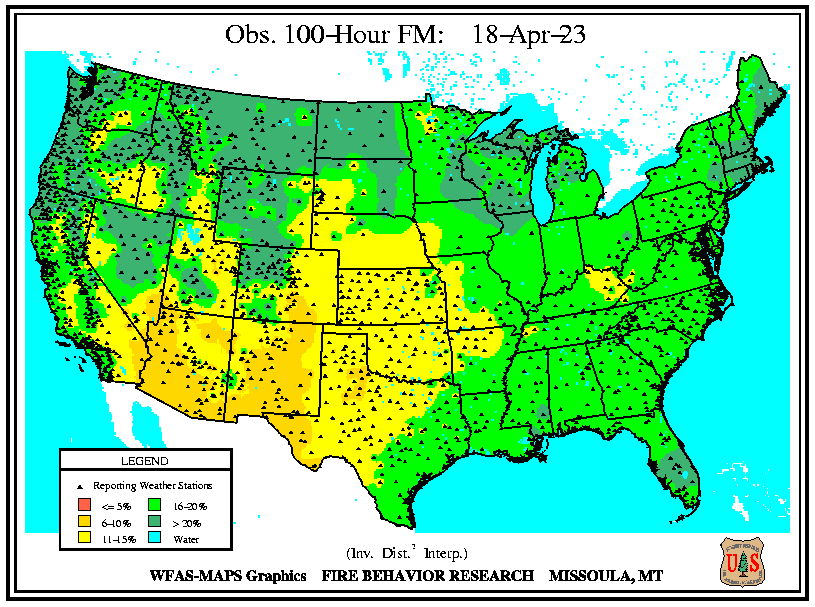 Obs. 100-Hour FM: 18-Apr-23
LEGEND
Reporting Weather Stations
<= 5% 16-20%
6-10% > 20%
11-15% Water
(Inv. Dist.² Interp.)
WFAS-MAPS Graphics FIRE BEHAVIOR RESEARCH MISSOULA, MT
U S